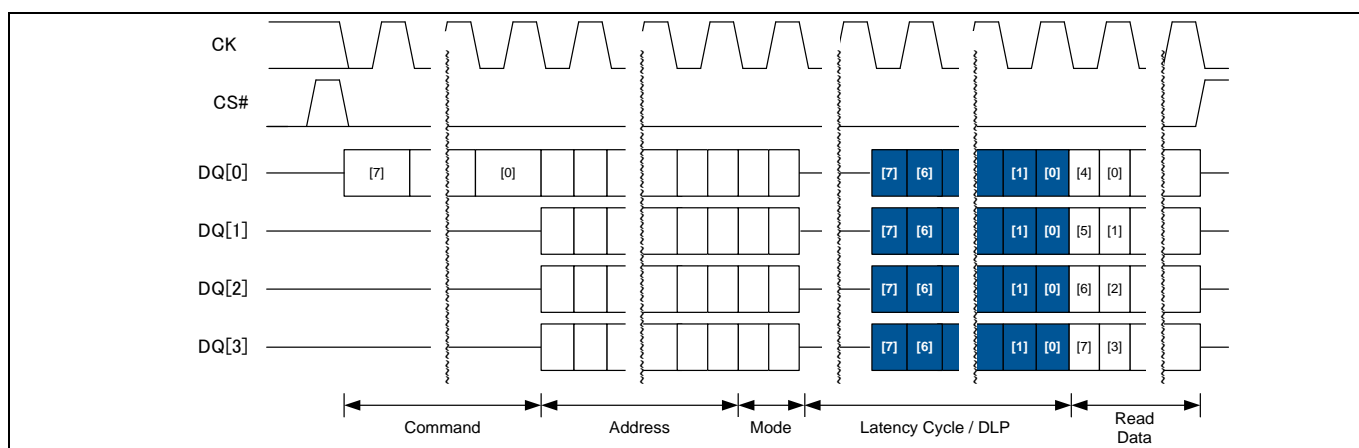 CK
CS#
DQ[0] [7] [0] [7] [6] [1] [0] [4] [0]
DQ[1] [7] [6] [1] [0] [5] [1]
DQ[2] [7] [6] [1] [0] [6] [2]
DQ[3] [7] [6] [1] [0] [7] [3]
Command Address Mode Latency Cycle / DLP Read
Data